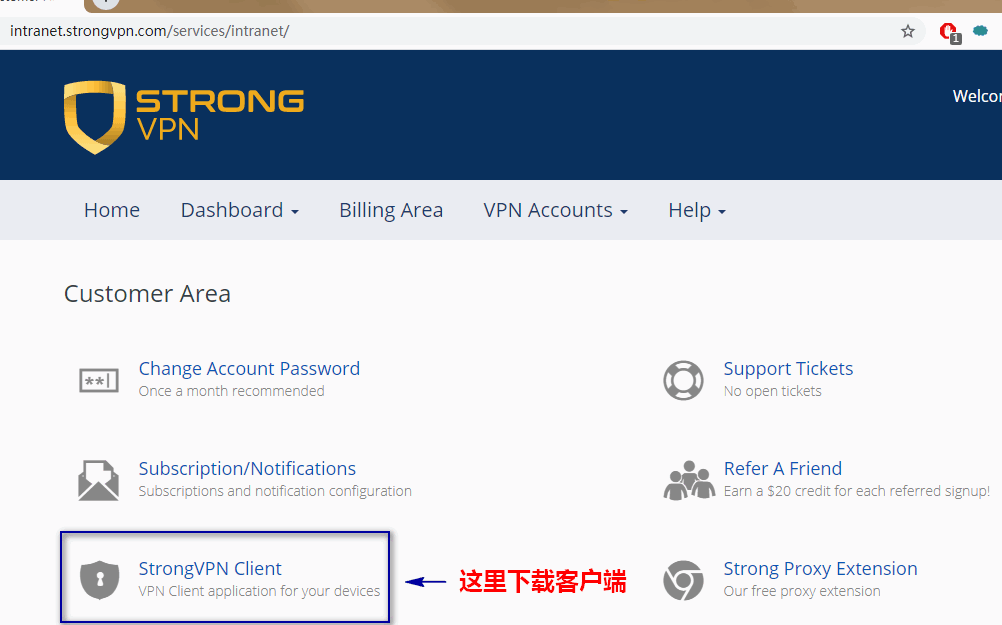 intranet.strongvpn.com/services/intranet/
1
STRONG
VPN
Home Dashboard Billing Area VPN Accounts Help
Customer Area
Change Account Password
Once a month recommended
Support Tickets
No open tickets
Subscription/Notifications
Subscriptions and notification configuration
Refer A Friend
Earn a $20 credit for each referred signup!
StrongVPN Client
VPN Client application for your devices
这里下载客户端
Strong Proxy Extension
Our free proxy extension